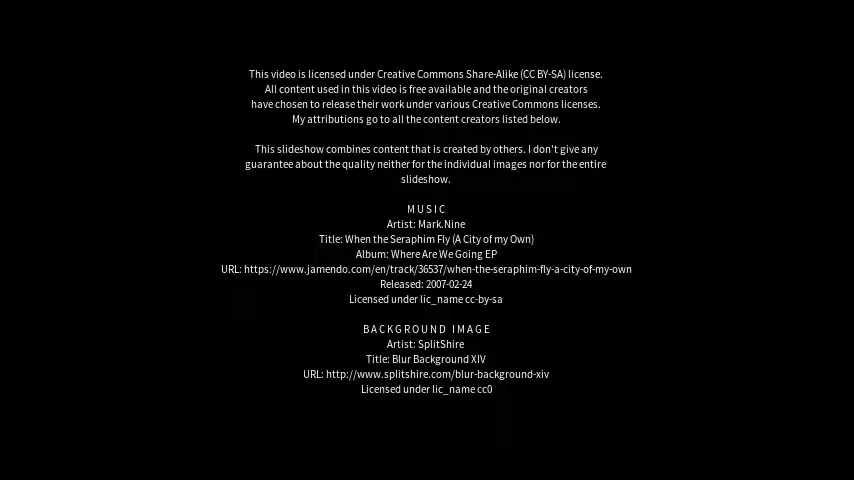 This video is licensed under Creative Commons Share-Alike (CC BY-SA) license.
All content used in this video is free available and the original creators
have chosen to release their work under various Creative Commons licenses.
My attributions go to all the content creators listed below.
This slideshow combines content that is created by others. I don't give any
guarantee about the quality neither for the individual images nor for the entire
slideshow.
MUSIC
Artist: Mark.Nine
Title: When the Seraphim Fly (A City of my Own)
Album: Where Are We Going EP
URL: https://www.jamendo.com/en/track/36537/when-the-seraphim-fly-a-city-of-my-own
Released: 2007-02-24
Licensed under lic_name cc-by-sa
BACKGROUND IMAGE
Artist: SplitShire
Title: Blur Background XIV
URL: http://www.splitshire.com/blur-background-xiv
Licensed under lic_name cc0